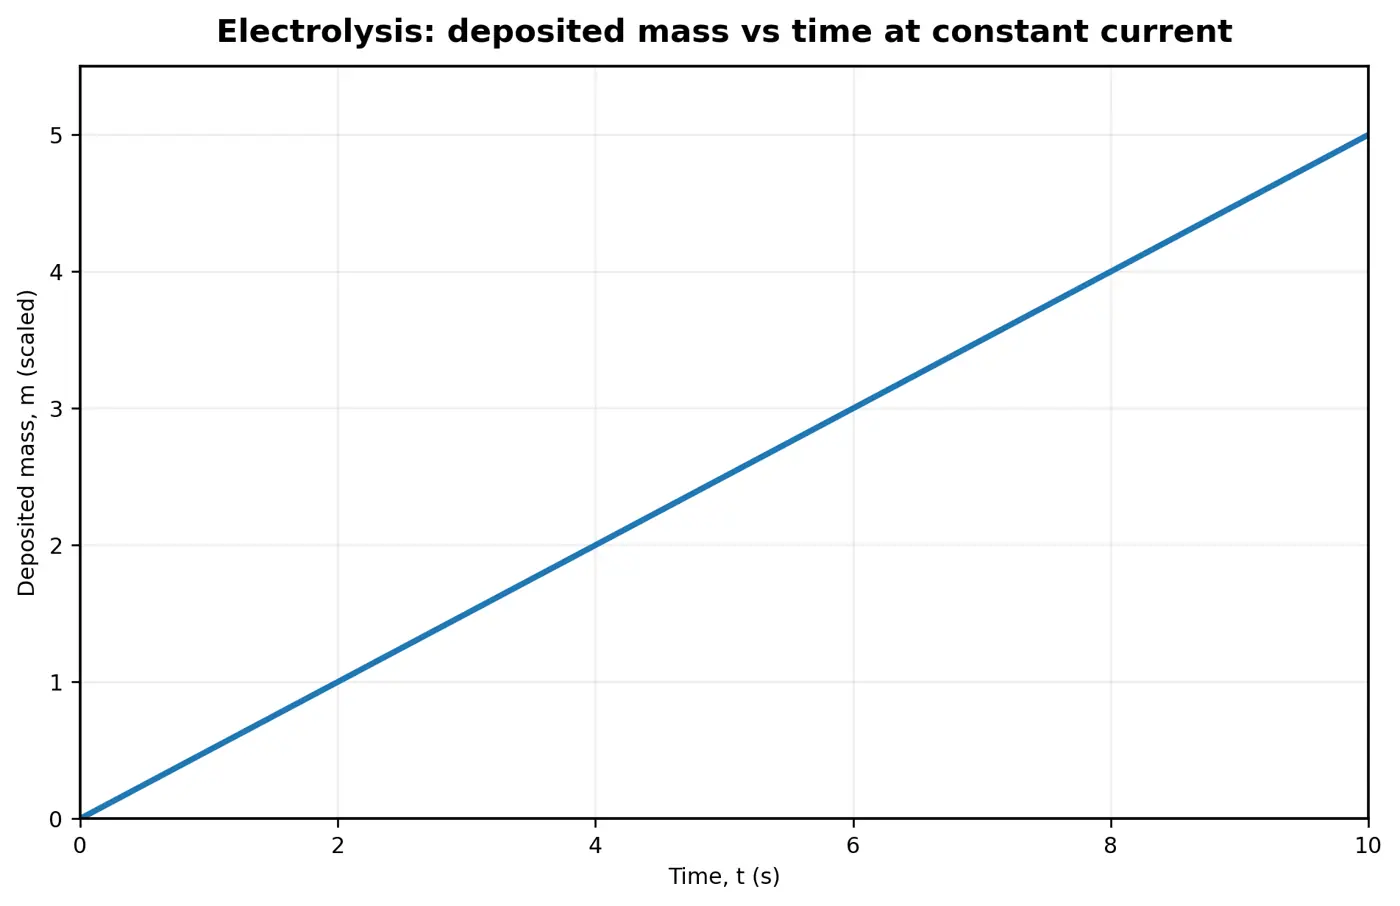 Electrolysis: deposited mass vs time at constant current
5
4
3
2
1
0
Deposited mass, m (scaled)
0 2 4 6 8 10
Time, t (s)